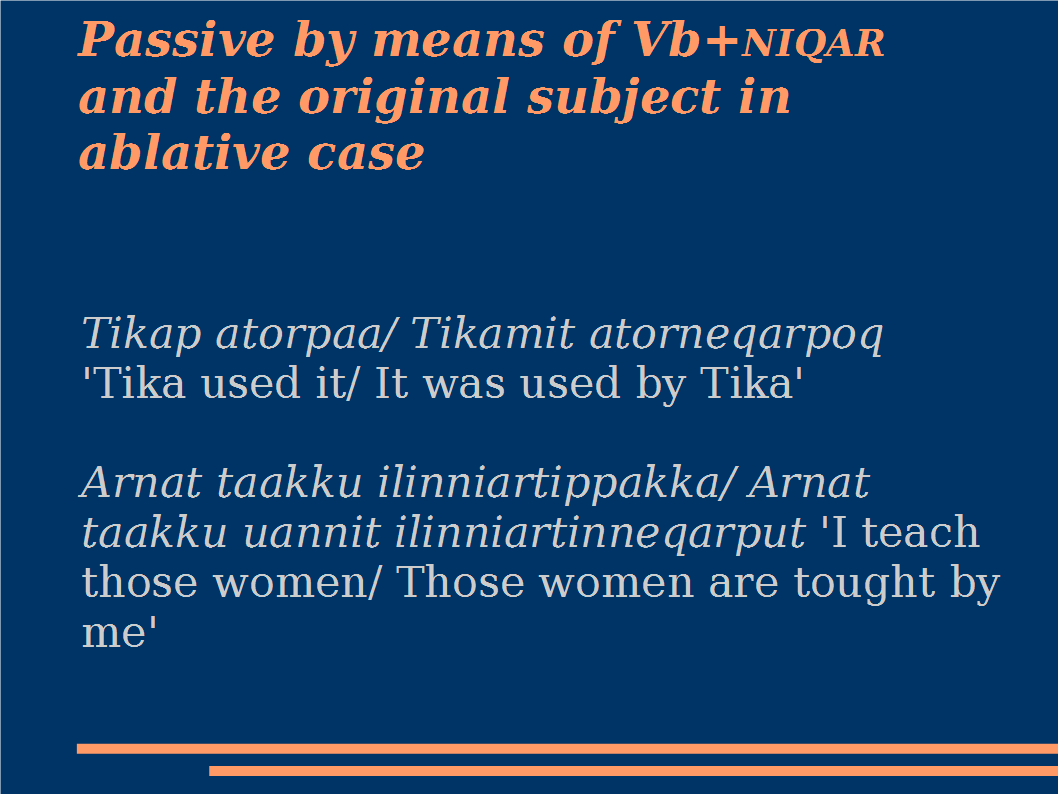 Passive by means of Vb+NIQAR
and the original subject in
ablative case
Tikap atorpaa/ Tikamit atorneqarpoq
'Tika used it/ It was used by Tika'
Arnat taakku ilinniartippakka/ Arnat
taakku uannit ilinniartinneqarput 'I teach
those women/ Those women are tought by
me'